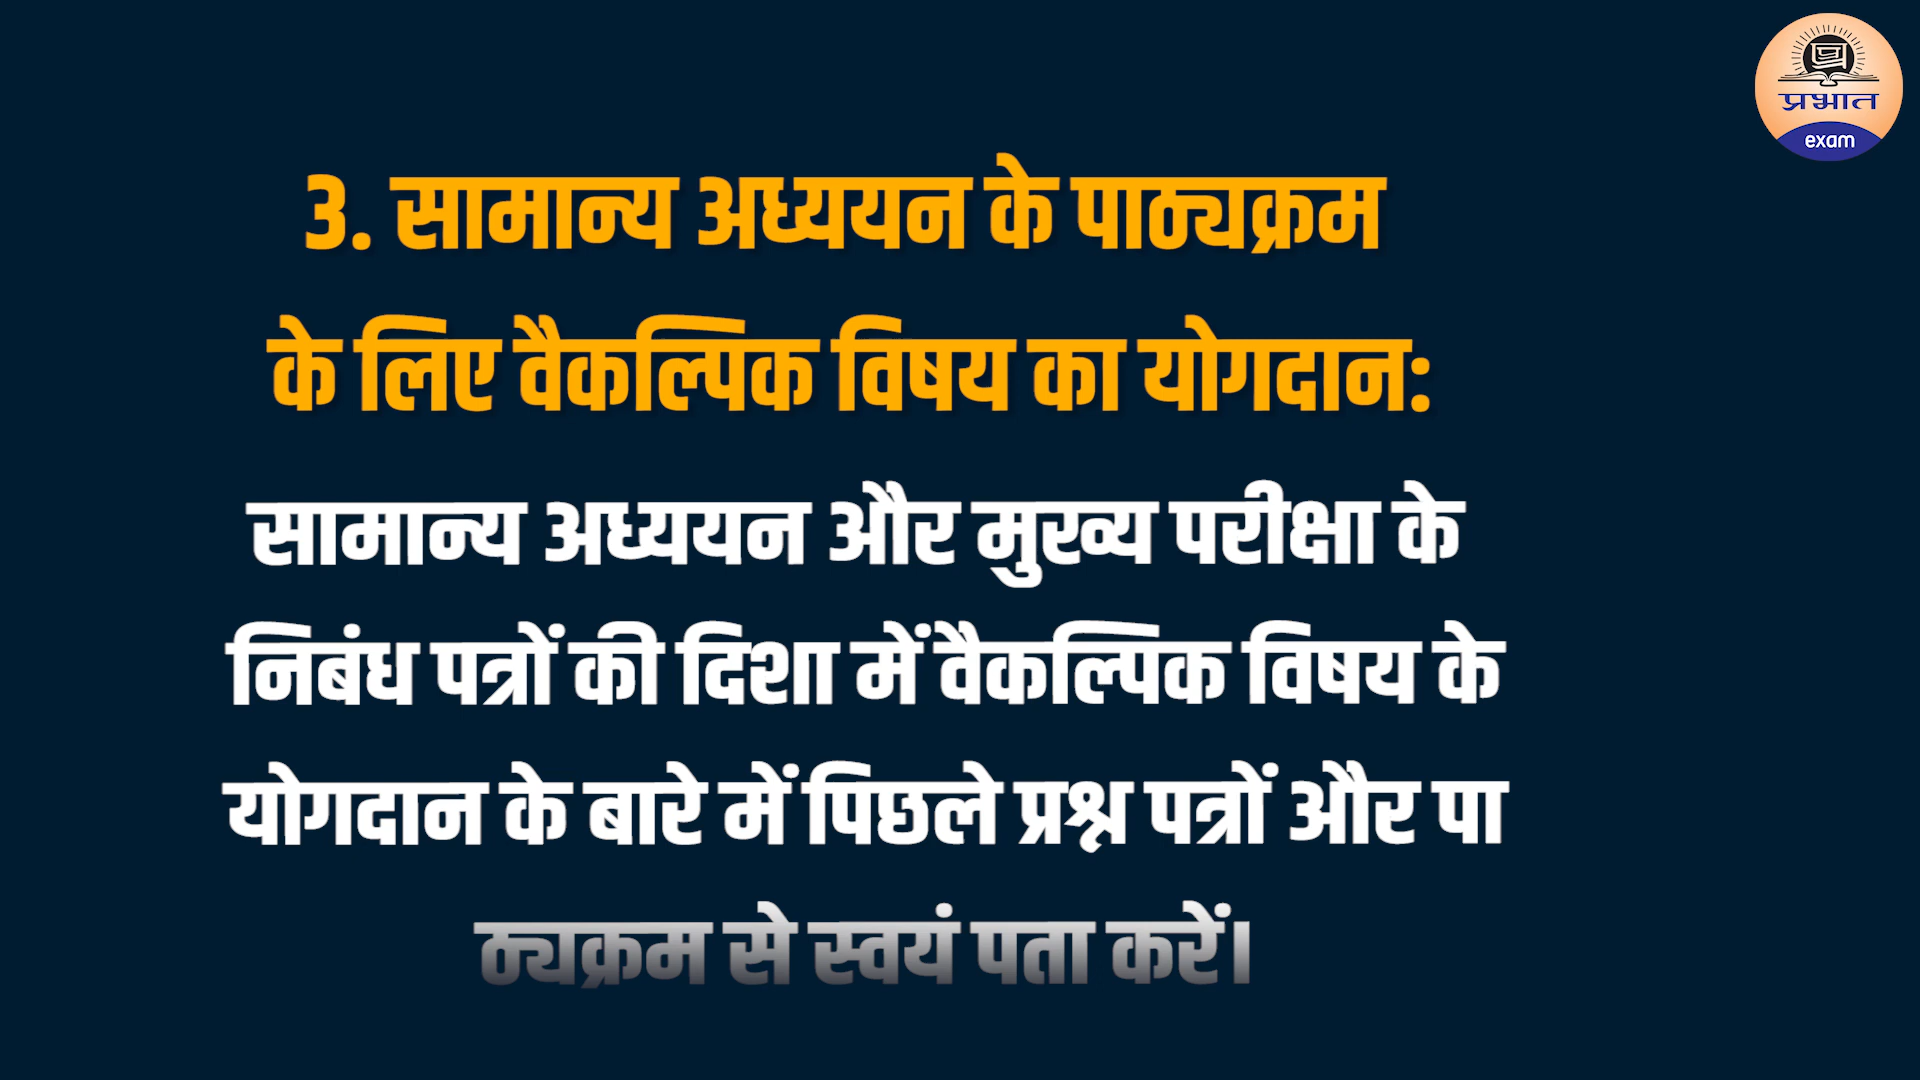 प्रभात
exam
3. सामान्य अध्ययन के पाठ्यक्रम
के लिए वैकल्पिक विषय का योगदान:
सामान्य अध्ययन और मुख्य परीक्षा के
निबंध पत्रों की दिशा में वैकल्पिक विषय के
योगदान के बारे में पिछले प्रश्न पत्रों और पा
ठ्यक्रम से स्वयं पता करें।